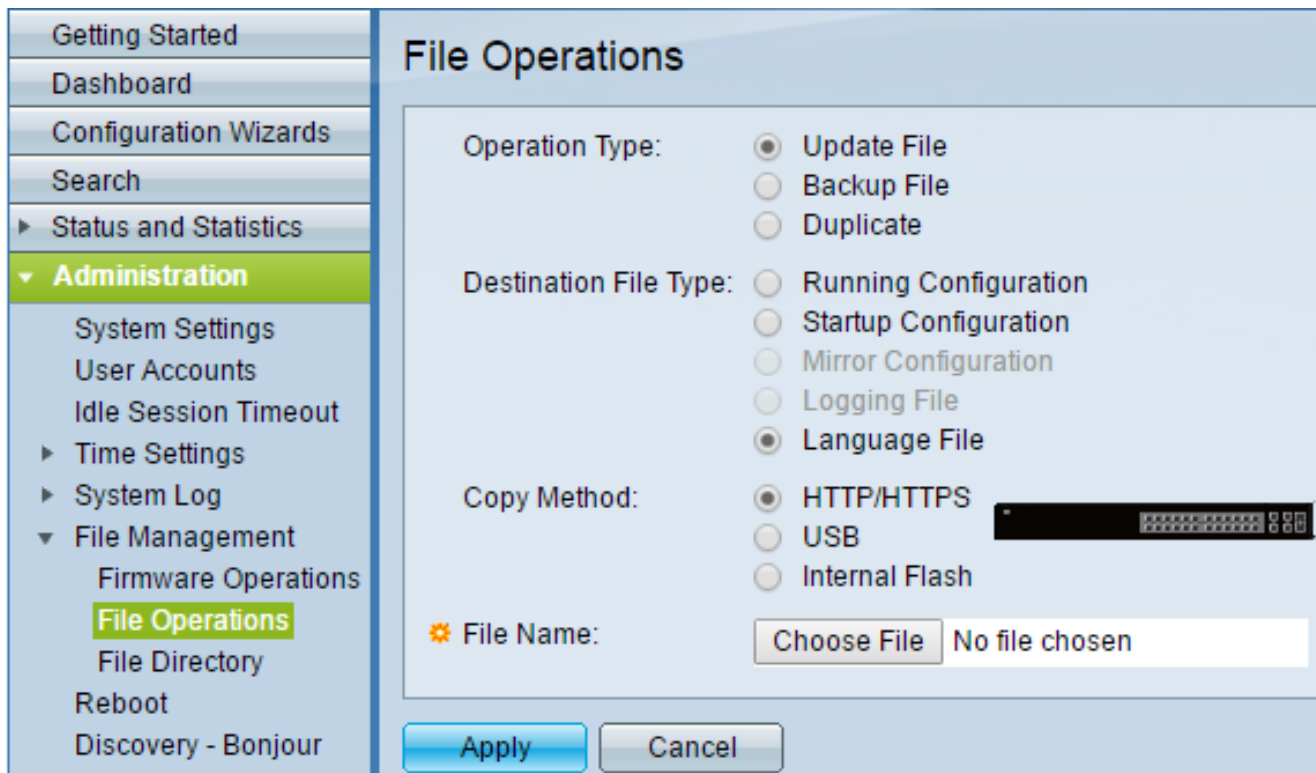 Getting Started
Dashboard
Configuration Wizards
Search
Status and Statistics
Administration
System Settings
User Accounts
Idle Session Timeout
Time Settings
System Log
File Management
Firmware Operations
File Operations
File Directory
Reboot
Discovery - Bonjour
File Operations
Operation Type:
Update File
Backup File
Duplicate
Destination File Type:
Running Configuration
Startup Configuration
Mirror Configuration
Logging File
Language File
Copy Method:
HTTP/HTTPS
USB
Internal Flash
File Name:
Choose File No file chosen
Apply
Cancel